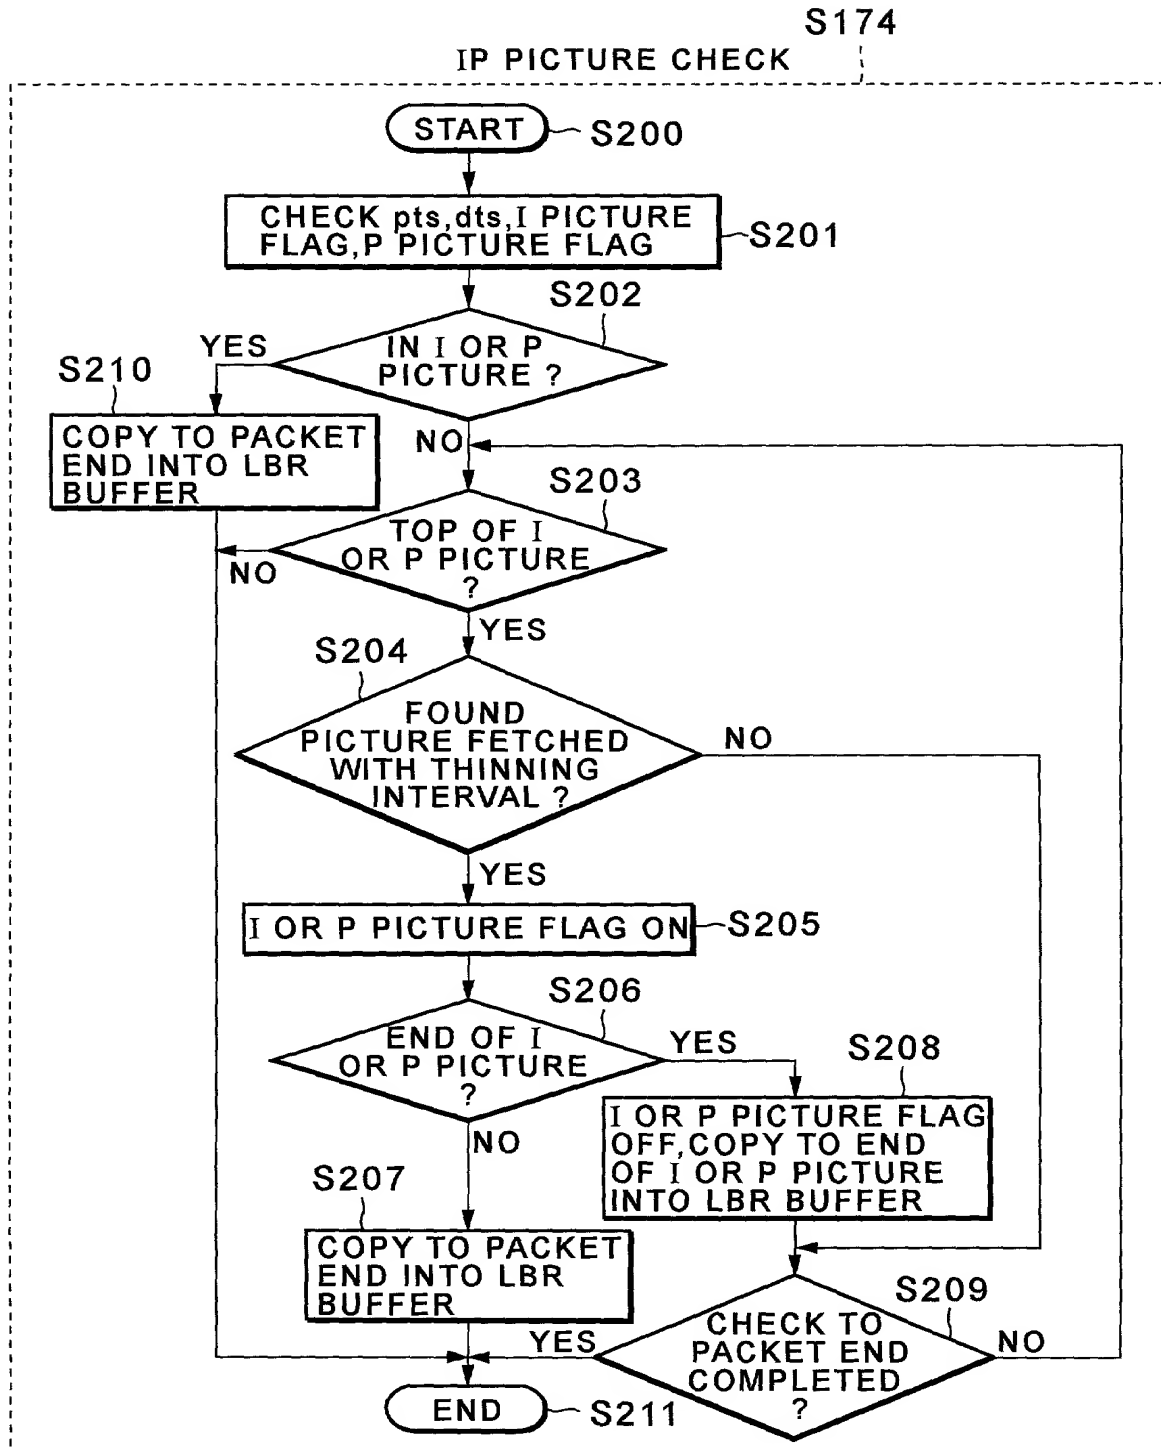 S174
IP PICTURE CHECK
START
S200
CHECK pts,dts,I PICTURE
FLAG,P PICTURE FLAG
S201
S202
IN I OR P
PICTURE ?
YES
S210
COPY TO PACKET
END INTO LBR
BUFFER
NO
S203
TOP OF I
OR P PICTURE
?
NO
YES
S204
FOUND
PICTURE FETCHED
WITH THINNING
INTERVAL ?
NO
YES
I OR P PICTURE FLAG ON
S205
S206
END OF I
OR P PICTURE
?
YES
S208
I OR P PICTURE FLAG
OFF,COPY TO END
OF I OR P PICTURE
INTO LBR BUFFER
NO
S207
COPY TO PACKET
END INTO LBR
BUFFER
S209
CHECK TO
PACKET END
COMPLETED
?
YES
NO
END
S211